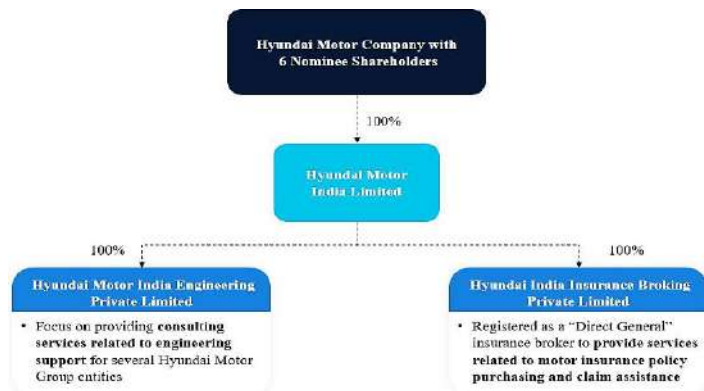 Hyundai Motor Company with
6 Nominee Shareholders
100%
Hyundai Motor
India Limited
100%
100%
Hyundai Motor India Engineering
Private Limited
Hyundai India Insurance Broking
Private Limited
• Focus on providing consulting
services related to engineering
support for several Hyundai Motor
Group entities
• Registered as a “Direct General”
insurance broker to provide services
related to motor insurance policy
purchasing and claim assistance